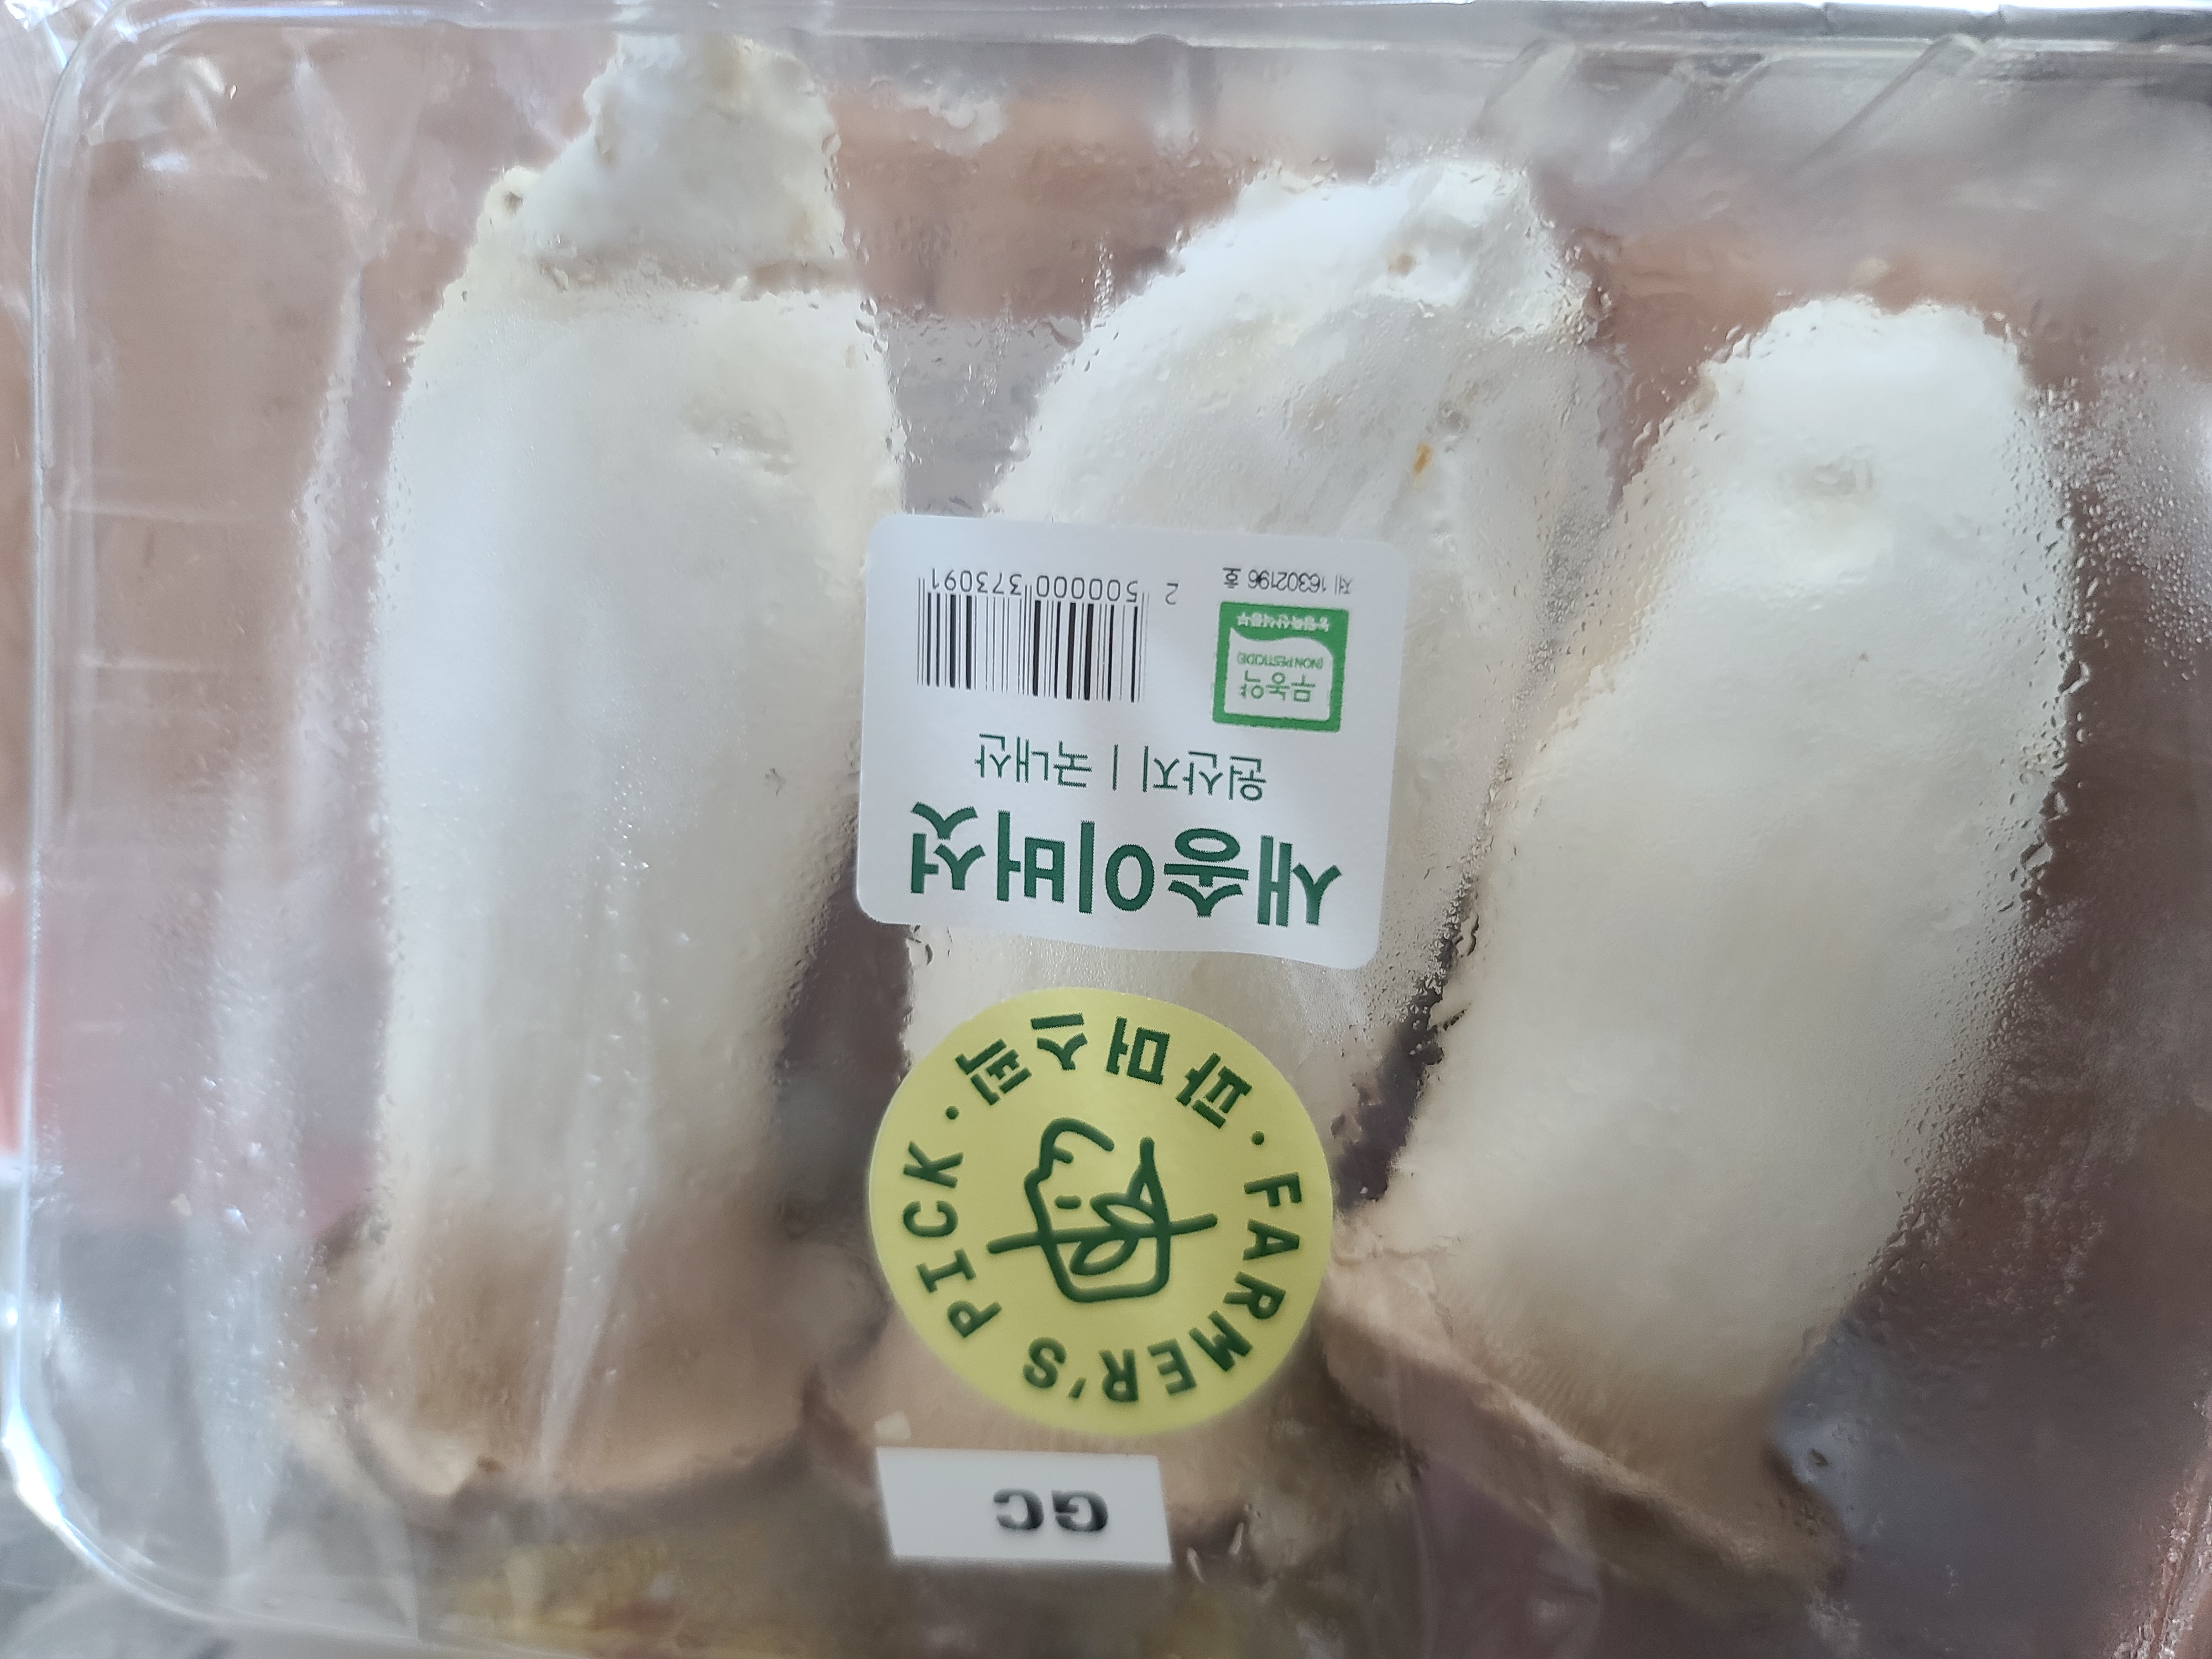 GC
파머스픽 · FARMER'S PICK ·
새송이버섯
원산지 | 국내산
무농약
(NON PESTICIDE)
농림축산식품부
제 16302196 호
2 500000 373091